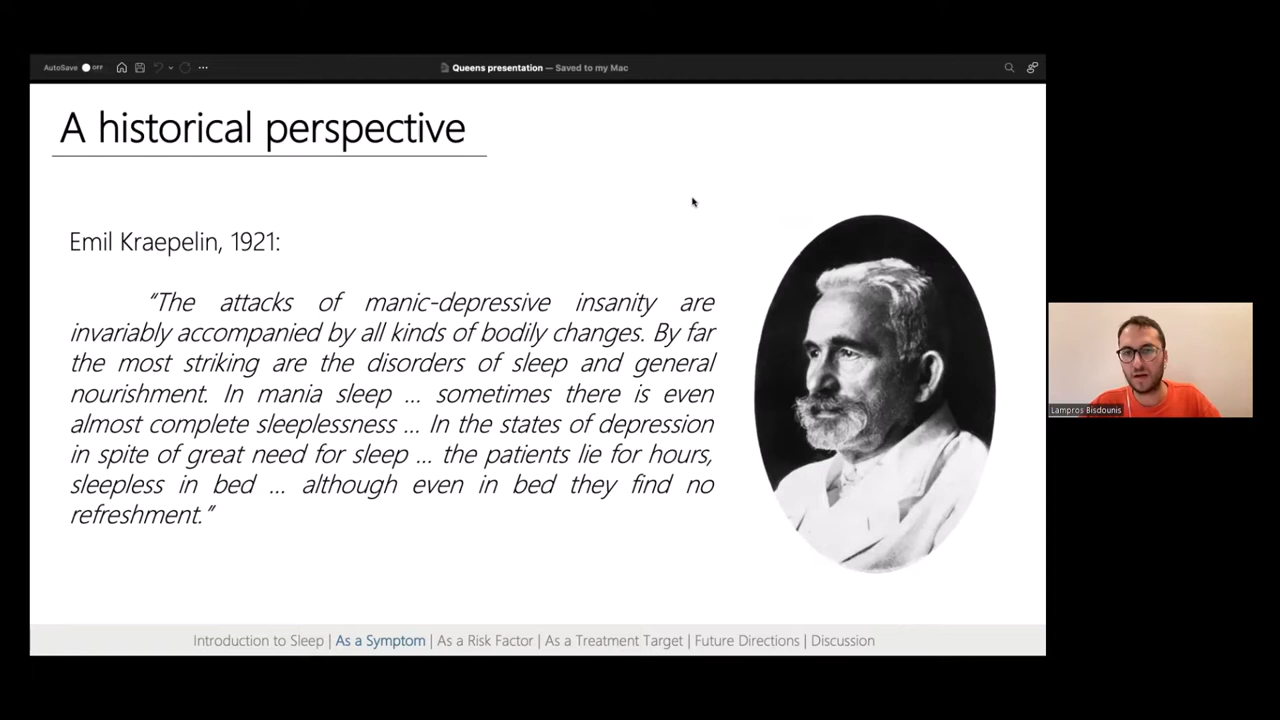 AutoSave OFF
Queens presentation — Saved to my Mac
A historical perspective
Emil Kraepelin, 1921:
“The attacks of manic-depressive insanity are
invariably accompanied by all kinds of bodily changes. By far
the most striking are the disorders of sleep and general
nourishment. In mania sleep ... sometimes there is even
almost complete sleeplessness ... In the states of depression
in spite of great need for sleep ... the patients lie for hours,
sleepless in bed ... although even in bed they find no
refreshment.”
Lampros Bisdounis
Introduction to Sleep | As a Symptom | As a Risk Factor | As a Treatment Target | Future Directions | Discussion